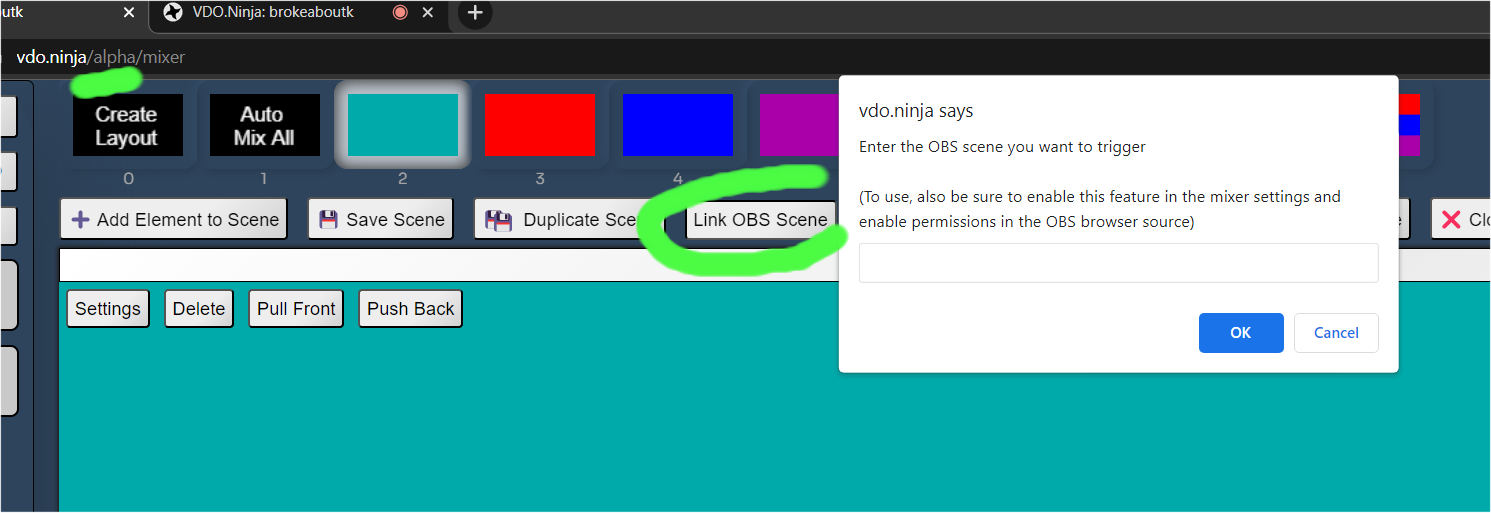 outk
VDO.Ninja: brokeaboutk
vdo.ninja/alpha/mixer
Create
Layout
Auto
Mix All
0
1
2
3
4
Add Element to Scene
Save Scene
Duplicate Sce
Link OBS Scene
Clo
vdo.ninja says
Enter the OBS scene you want to trigger
(To use, also be sure to enable this feature in the mixer settings and
enable permissions in the OBS browser source)
OK
Cancel
Settings
Delete
Pull Front
Push Back